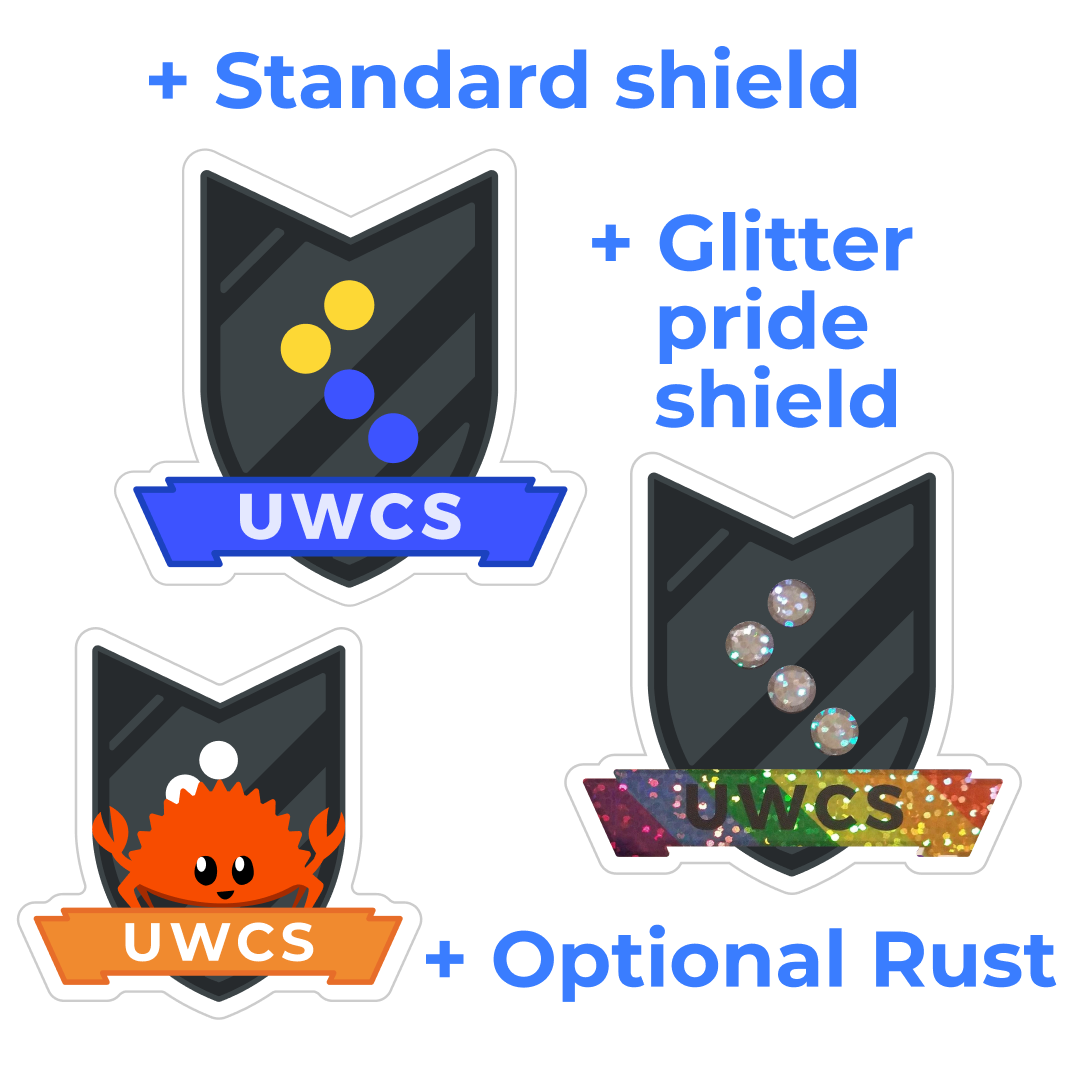 + Standard shield
UWCS
+ Glitter
pride
shield
UWCS
UWCS
+ Optional Rust